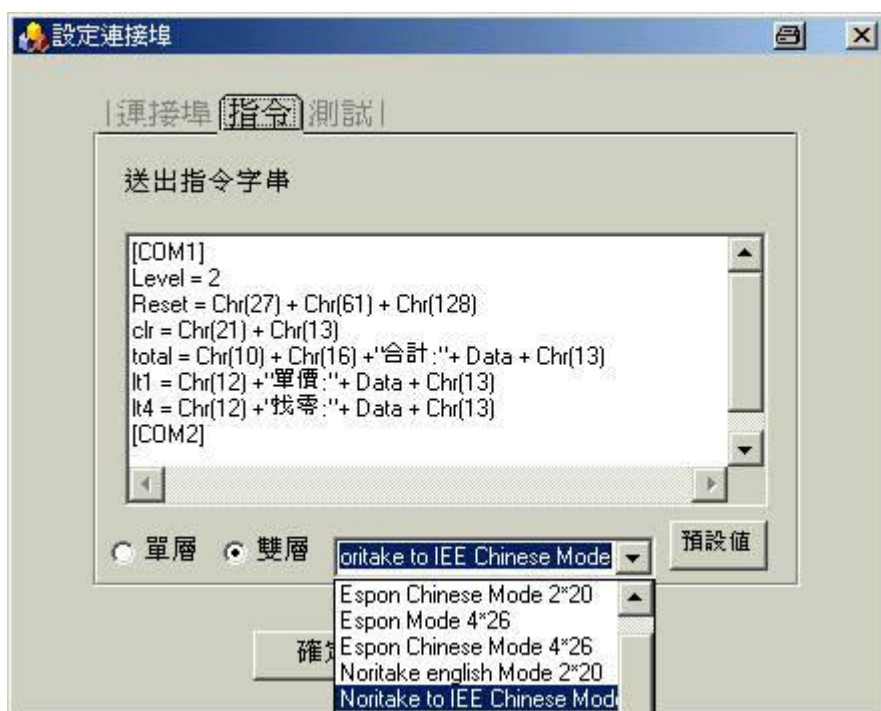 設定連接埠
連接埠 指令 測試
送出指令字串
[COM1]
Level = 2
Reset = Chr(27) + Chr(61) + Chr(128)
clr = Chr(21) + Chr(13)
total = Chr(10) + Chr(16) +"合計:"+ Data + Chr(13)
lt1 = Chr(12) +"單價:"+ Data + Chr(13)
lt4 = Chr(12) +"找零:"+ Data + Chr(13)
[COM2]
單層 雙層 oritake to IEE Chinese Mode 預設值
Espon Chinese Mode 2*20
Espon Mode 4*26
Espon Chinese Mode 4*26
確定
Noritake english Mode 2*20
Noritake to IEE Chinese Mode